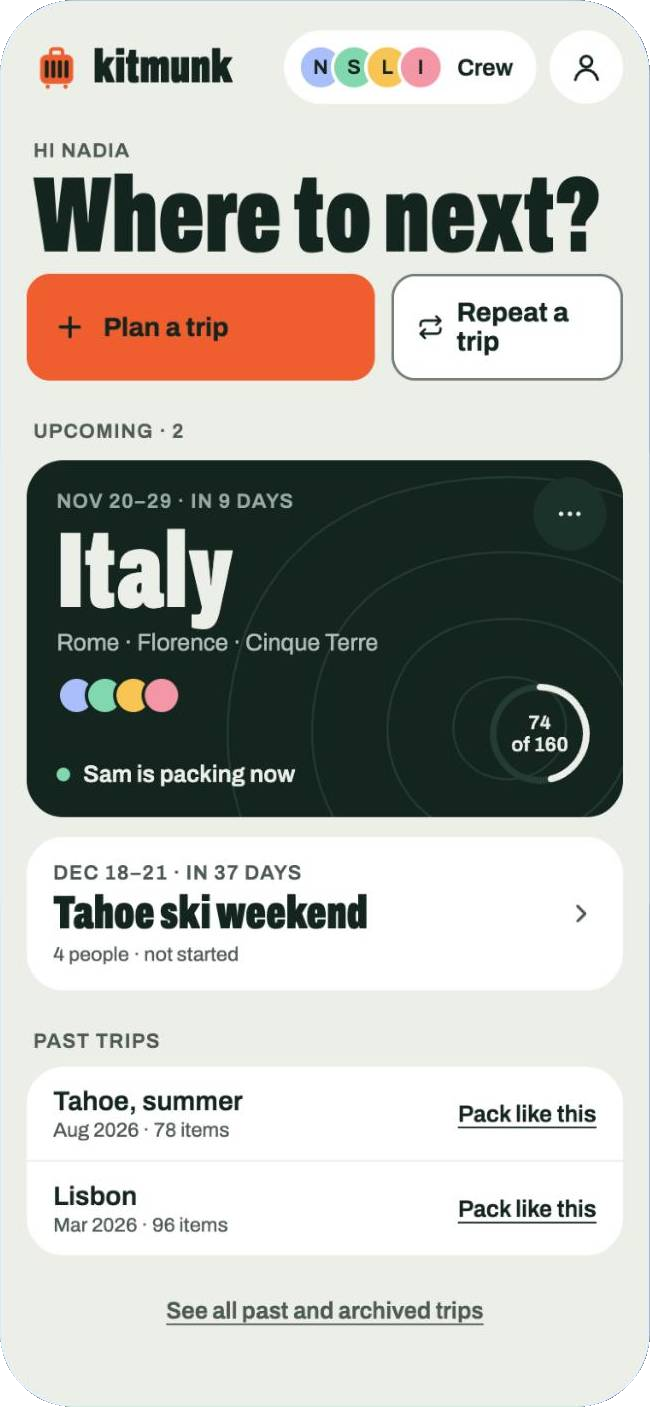 kitmunk
N S L I Crew
HI NADIA
Where to next?
+ Plan a trip
Repeat a
trip
UPCOMING · 2
NOV 20–29 · IN 9 DAYS
Italy
Rome · Florence · Cinque Terre
74
of 160
Sam is packing now
DEC 18–21 · IN 37 DAYS
Tahoe ski weekend
4 people · not started
PAST TRIPS
Tahoe, summer
Aug 2026 · 78 items
Pack like this
Lisbon
Mar 2026 · 96 items
Pack like this
See all past and archived trips